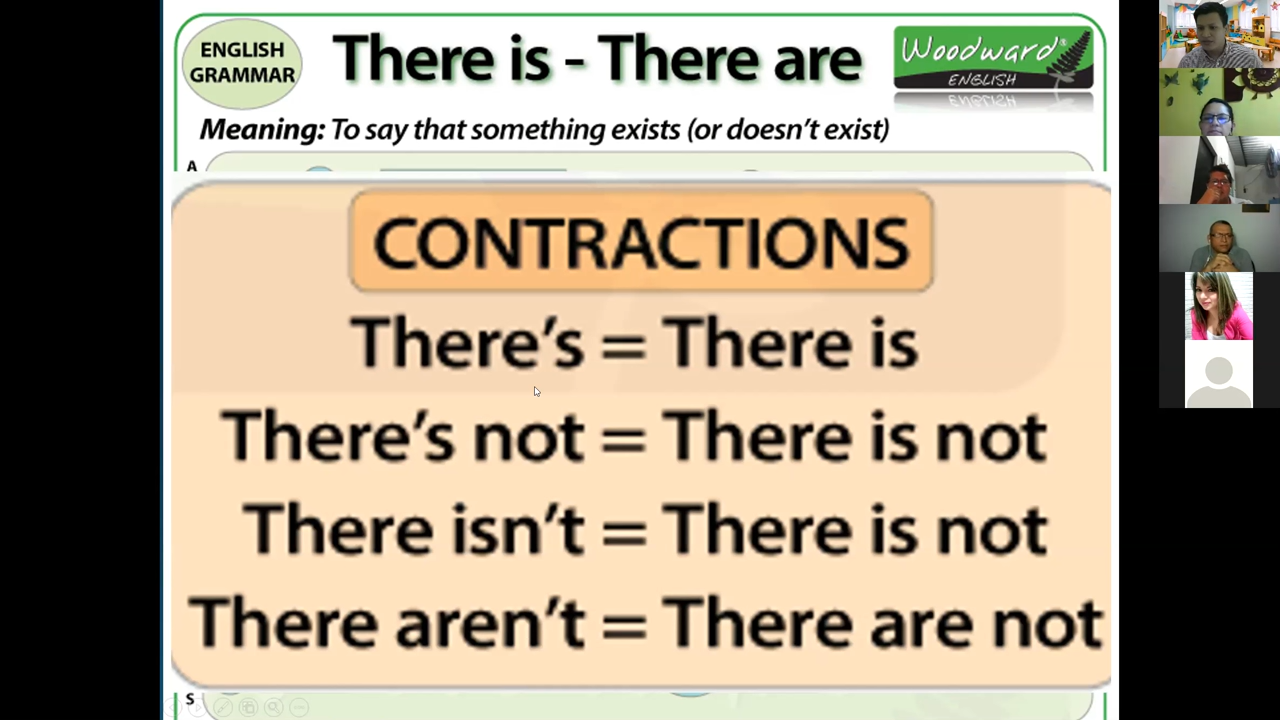 ENGLISH
GRAMMAR
There is - There are
Woodward®
ENGLISH
Meaning: To say that something exists (or doesn't exist)
A
CONTRACTIONS
There's = There is
There's not = There is not
There isn't = There is not
There aren't = There are not
S